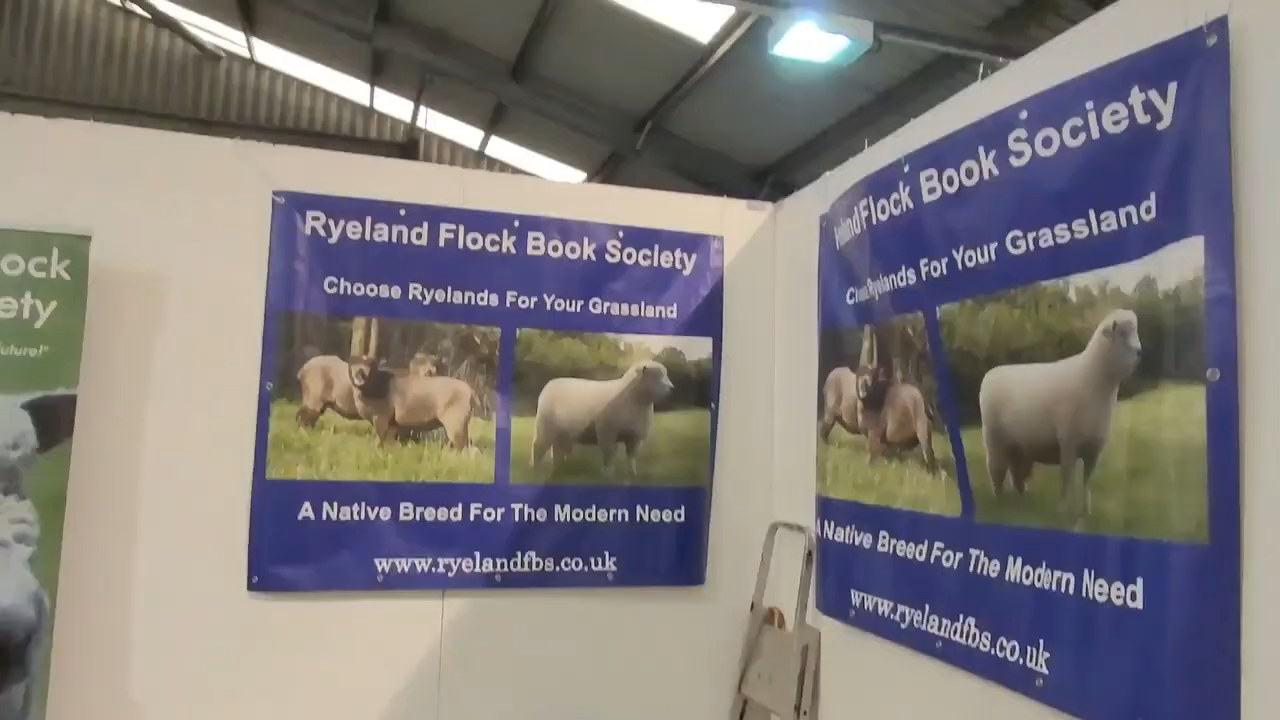 ock
ety
uture!"
Ryeland Flock Book Society
Choose Ryelands For Your Grassland
A Native Breed For The Modern Need
www.ryelandfbs.co.uk
Flock Book Society
Ryelands For Your Grassland
A Native Breed For The Modern Need
www.ryelandfbs.co.uk